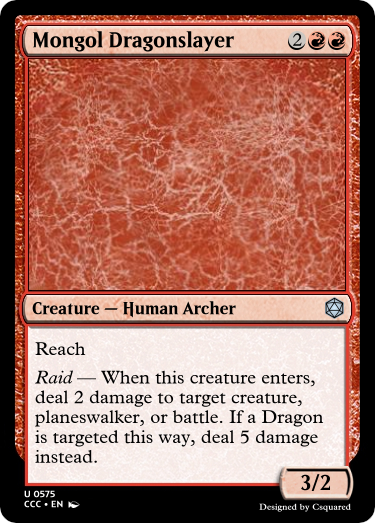 Mongol Dragonslayer 2
Creature — Human Archer
Reach
Raid — When this creature enters,
deal 2 damage to target creature,
planeswalker, or battle. If a Dragon
is targeted this way, deal 5 damage
instead.
3/2
U 0575
CCC • EN
Designed by Csquared